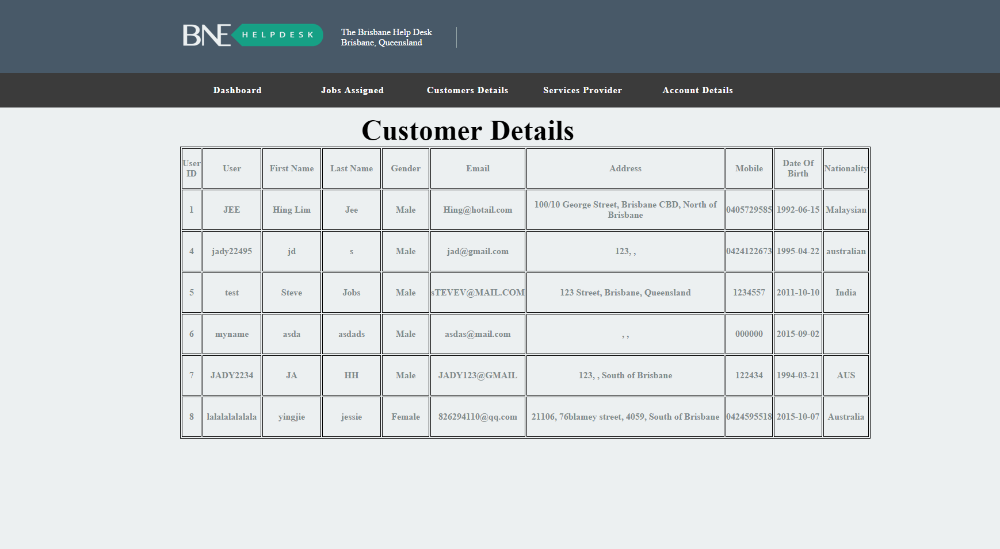 BNE HELPDESK
The Brisbane Help Desk
Brisbane, Queensland
Dashboard Jobs Assigned Customers Details Services Provider Account Details
Customer Details
User ID User First Name Last Name Gender Email Address Mobile Date Of Birth Nationality
1 JEE Hing Lim Jee Male Hing@hotail.com 100/10 George Street, Brisbane CBD, North of Brisbane 0405729585 1992-06-15 Malaysian
4 jady22495 jd s Male jad@gmail.com 123, , 0424122673 1995-04-22 australian
5 test Steve Jobs Male sTEVEV@MAIL.COM 123 Street, Brisbane, Queensland 1234557 2011-10-10 India
6 myname asda asdads Male asdas@mail.com , , 000000 2015-09-02
7 JADY2234 JA HH Male JADY123@GMAIL 123, , South of Brisbane 122434 1994-03-21 AUS
8 lalalalalalala yingjie jessie Female 826294110@qq.com 21106, 76blamey street, 4059, South of Brisbane 0424595518 2015-10-07 Australia